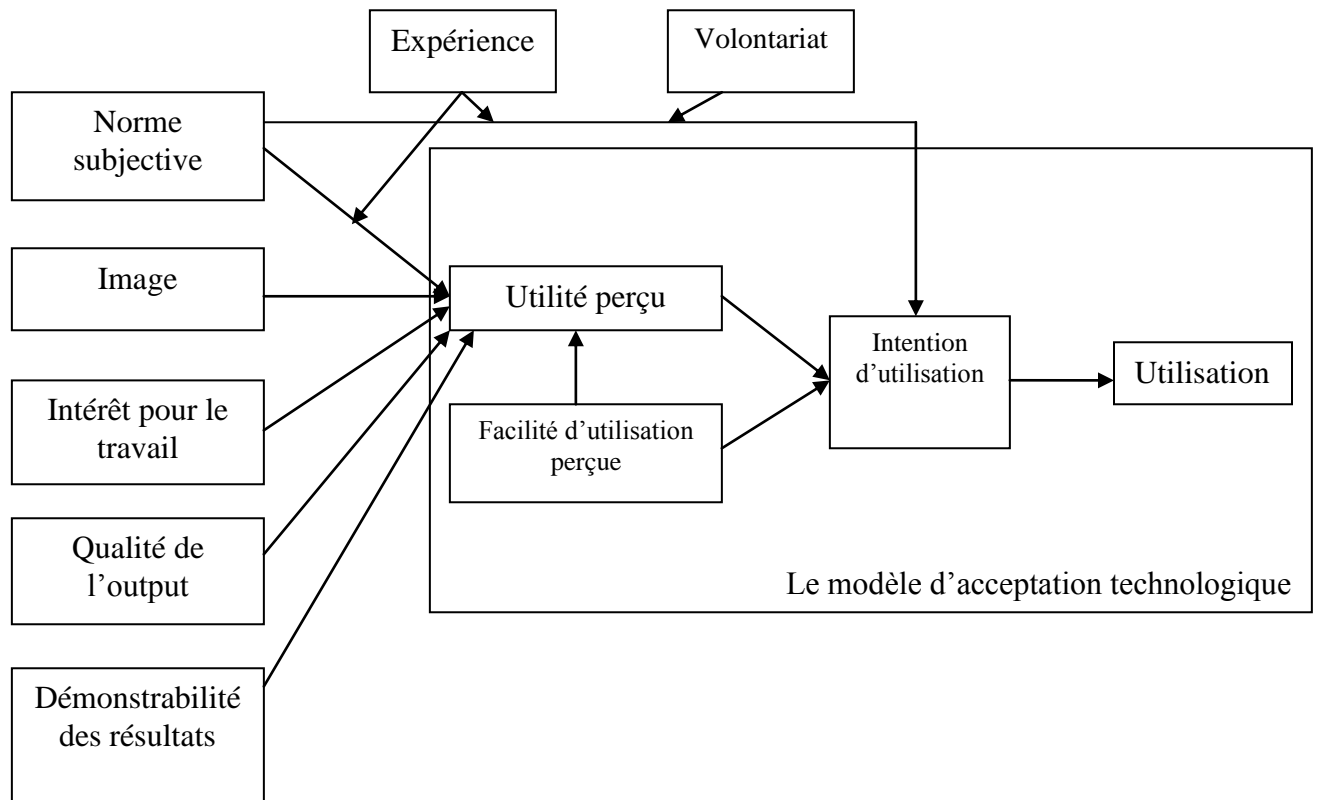 Expérience
Volontariat
Norme
subjective
Image
Utilité perçu
Intention
d’utilisation
Utilisation
Intérêt pour le
travail
Facilité d’utilisation
perçue
Qualité de
l’output
Le modèle d’acceptation technologique
Démonstrabilité
des résultats